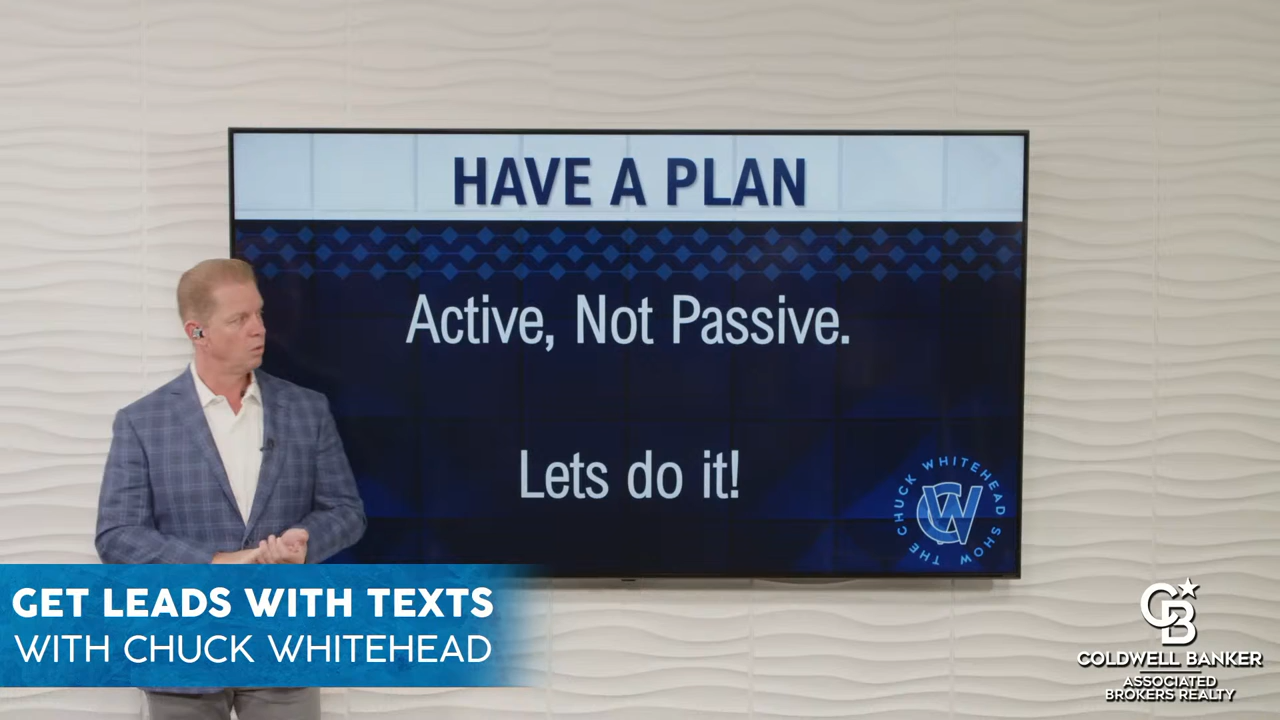 HAVE A PLAN
Active, Not Passive.
Lets do it!
THE CHUCK WHITEHEAD SHOW
CW
GET LEADS WITH TEXTS
WITH CHUCK WHITEHEAD
CB
COLDWELL BANKER
ASSOCIATED
BROKERS REALTY